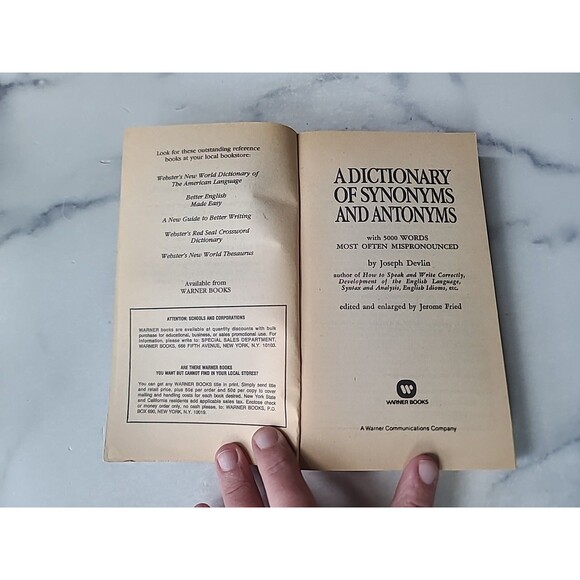 Look for these outstanding reference
books at your local bookstore:
Webster's New World Dictionary of
The American Language
Better English
Made Easy
A New Guide to Better Writing
Webster's Red Seal Crossword
Dictionary
Webster's New World Thesaurus
Available from
WARNER BOOKS
ATTENTION: SCHOOLS AND CORPORATIONS
WARNER books are available at quantity discounts with bulk
purchase for educational, business, or sales promotional use. For
information, please write to: SPECIAL SALES DEPARTMENT,
WARNER BOOKS, 666 FIFTH AVENUE, NEW YORK, N.Y. 10103.
ARE THERE WARNER BOOKS
YOU WANT BUT CANNOT FIND IN YOUR LOCAL STORES?
You can get any WARNER BOOKS title in print. Simply send title
and retail price, plus 50¢ per order and 50¢ per copy to cover
mailing and handling costs for each book desired. New York State
and California residents add applicable sales tax. Enclose check
or money order only, no cash please, to: WARNER BOOKS, P.O.
BOX 690, NEW YORK, N.Y. 10019.
A DICTIONARY
OF SYNONYMS
AND ANTONYMS
with 5000 WORDS
MOST OFTEN MISPRONOUNCED
by Joseph Devlin
author of How to Speak and Write Correctly,
Development of the English Language,
Syntax and Analysis, English Idioms, etc.
edited and enlarged by Jerome Fried
WARNER BOOKS
A Warner Communications Company